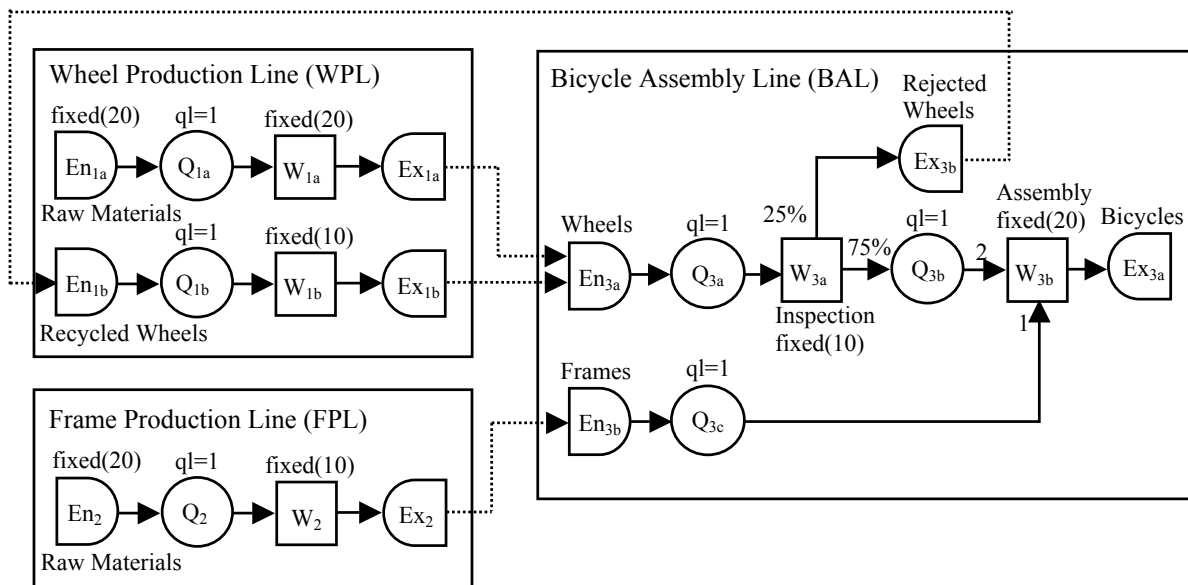 Wheel Production Line (WPL)
fixed(20)
ql=1
fixed(20)
En1a
Q1a
W1a
Ex1a
Raw Materials
ql=1
fixed(10)
En1b
Q1b
W1b
Ex1b
Recycled Wheels
Frame Production Line (FPL)
fixed(20)
ql=1
fixed(10)
En2
Q2
W2
Ex2
Raw Materials
Bicycle Assembly Line (BAL)
Rejected
Wheels
Ex3b
25%
Wheels
ql=1
75%
ql=1
2
Assembly
fixed(20)
Bicycles
En3a
Q3a
W3a
Q3b
W3b
Ex3a
Inspection
fixed(10)
1
Frames
ql=1
En3b
Q3c